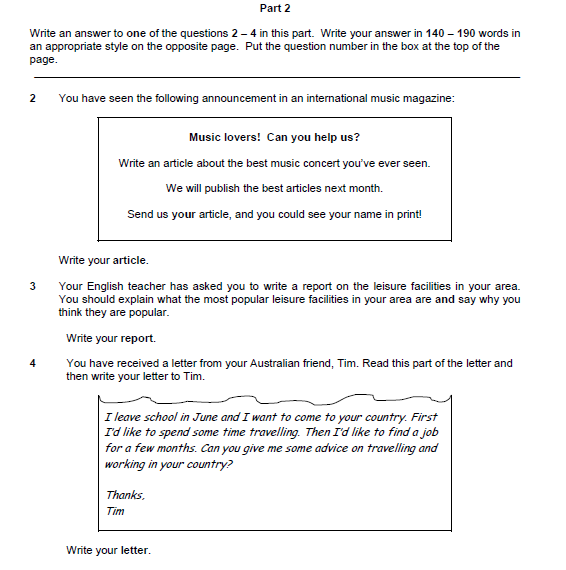 Part 2
Write an answer to one of the questions 2 – 4 in this part. Write your answer in 140 – 190 words in
an appropriate style on the opposite page. Put the question number in the box at the top of the
page.
2 You have seen the following announcement in an international music magazine:
Music lovers! Can you help us?
Write an article about the best music concert you've ever seen.
We will publish the best articles next month.
Send us your article, and you could see your name in print!
Write your article.
3 Your English teacher has asked you to write a report on the leisure facilities in your area.
You should explain what the most popular leisure facilities in your area are and say why you
think they are popular.
Write your report.
4 You have received a letter from your Australian friend, Tim. Read this part of the letter and
then write your letter to Tim.
I leave school in June and I want to come to your country. First
I'd like to spend some time travelling. Then I'd like to find a job
for a few months. Can you give me some advice on travelling and
working in your country?
Thanks,
Tim
Write your letter.